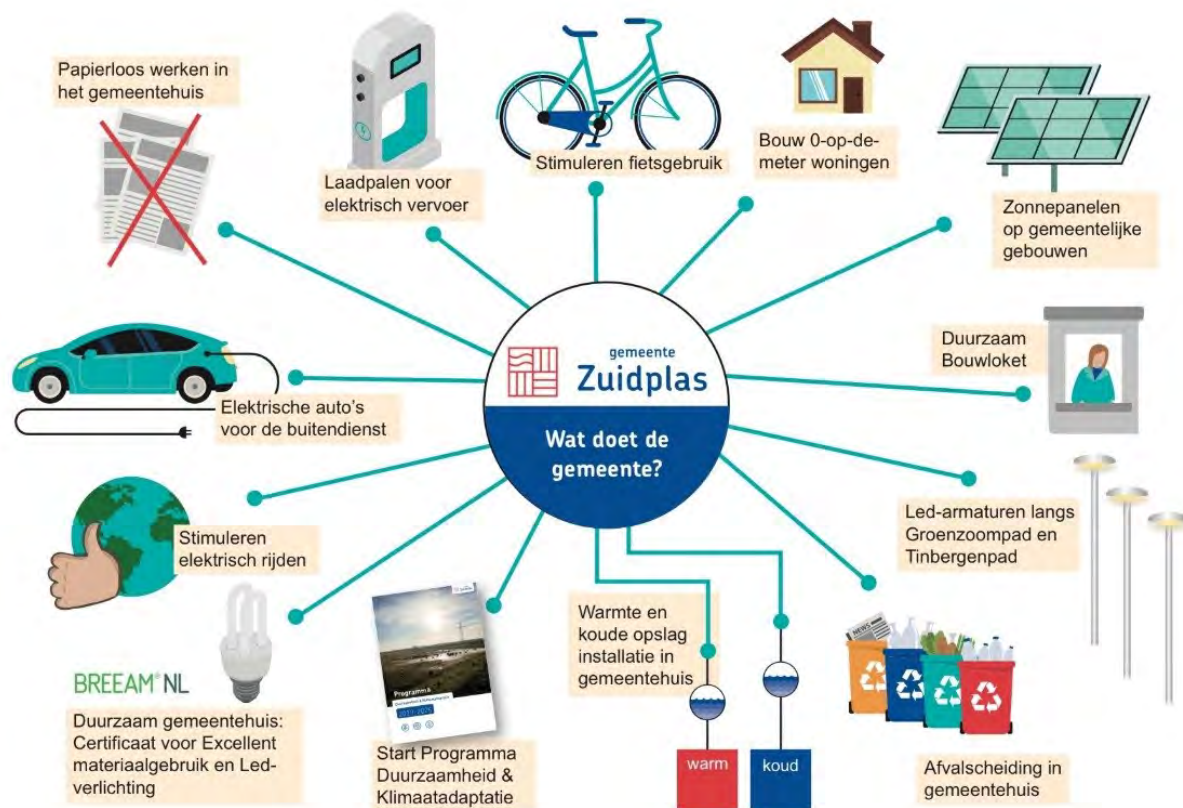 Papierloos werken in
het gemeentehuis
Laadpalen voor
elektrisch vervoer
Stimuleren fietsgebruik
Bouw 0-op-de-
meter woningen
Zonnepanelen
op gemeentelijke
gebouwen
gemeente
Zuidplas
Wat doet de
gemeente?
Duurzaam
Bouwloket
Elektrische auto's
voor de buitendienst
Led-armaturen langs
Groenzoompad en
Tinbergenpad
Stimuleren
elektrisch rijden
Warmte en
koude opslag
installatie in
gemeentehuis
warm
koud
NEWS
Afvalscheiding in
gemeentehuis
Programma
Start Programma
Duurzaamheid &
Klimaatadaptatie
BREEAM® NL
Duurzaam gemeentehuis:
Certificaat voor Excellent
materiaalgebruik en Led-
verlichting